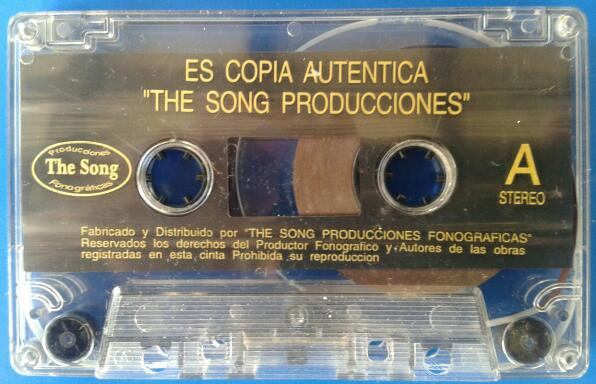 ES COPIA AUTENTICA
"THE SONG PRODUCCIONES"
Producciones
The Song
Fonográficas
A
STEREO
Fabricado y Distribuido por "THE SONG PRODUCCIONES FONOGRAFICAS"
Reservados los derechos del Productor Fonografico y Autores de las obras
registradas en esta cinta Prohibida su reproduccion